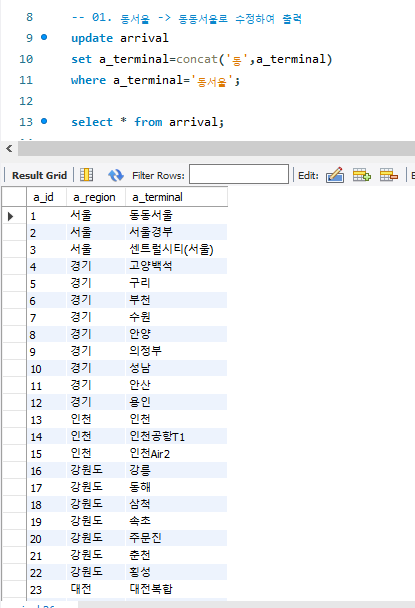 8 -- 01. 동서울 -> 동동서울로 수정하여 출력
9 update arrival
10 set a_terminal=concat('동',a_terminal)
11 where a_terminal='동서울';
12
13 select * from arrival;
Result Grid Filter Rows: Edit:
a_id a_region a_terminal
1 서울 동동서울
2 서울 서울경부
3 서울 센트럴시티(서울)
4 경기 고양백석
5 경기 구리
6 경기 부천
7 경기 수원
8 경기 안양
9 경기 의정부
10 경기 성남
11 경기 안산
12 경기 용인
13 인천 인천
14 인천 인천공항T1
15 인천 인천Air2
16 강원도 강릉
17 강원도 동해
18 강원도 삼척
19 강원도 속초
20 강원도 주문진
21 강원도 춘천
22 강원도 횡성
23 대전 대전복합